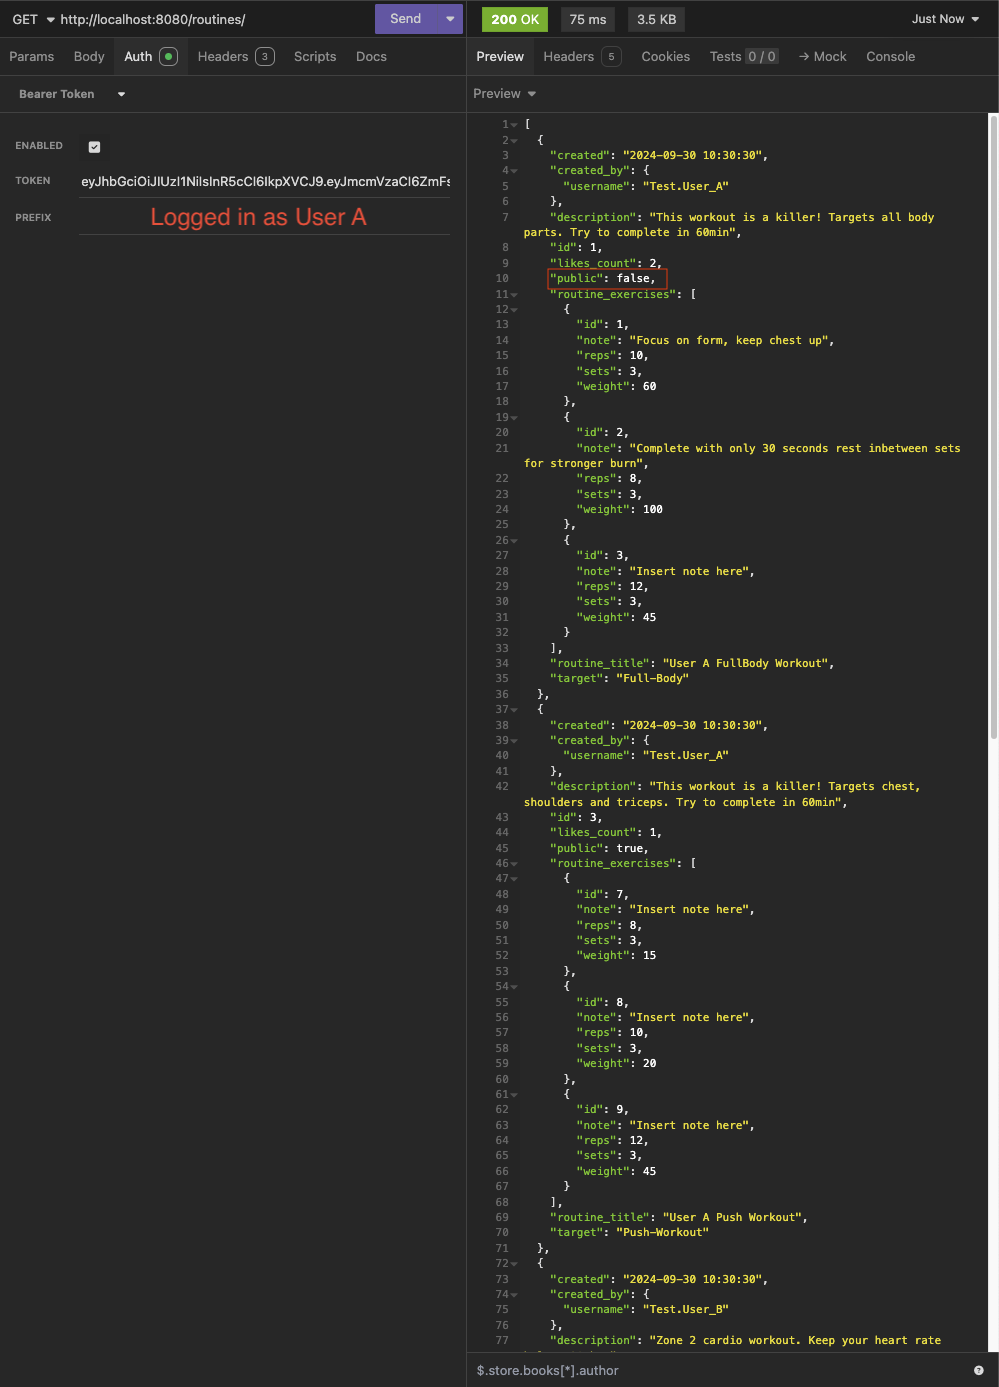 GET http://localhost:8080/routines/ Send 200 OK 75 ms 3.5 KB Just Now
Params Body Auth Headers 3 Scripts Docs Preview Headers 5 Cookies Tests 0 / 0 → Mock Console
Bearer Token Preview
ENABLED
TOKEN eyJhbGciOiJIUzI1NiIsInR5cCI6IkpXVCJ9.eyJmcmVzaCI6ZmFs
PREFIX Logged in as User A
1 [
2 {
3 "created": "2024-09-30 10:30:30",
4 "created_by": {
5 "username": "Test.User_A"
6 },
7 "description": "This workout is a killer! Targets all body
parts. Try to complete in 60min",
8 "id": 1,
9 "likes_count": 2,
10 "public": false,
11 "routine_exercises": [
12 {
13 "id": 1,
14 "note": "Focus on form, keep chest up",
15 "reps": 10,
16 "sets": 3,
17 "weight": 60
18 },
19 {
20 "id": 2,
21 "note": "Complete with only 30 seconds rest inbetween sets
for stronger burn",
22 "reps": 8,
23 "sets": 3,
24 "weight": 100
25 },
26 {
27 "id": 3,
28 "note": "Insert note here",
29 "reps": 12,
30 "sets": 3,
31 "weight": 45
32 }
33 ],
34 "routine_title": "User A FullBody Workout",
35 "target": "Full-Body"
36 },
37 {
38 "created": "2024-09-30 10:30:30",
39 "created_by": {
40 "username": "Test.User_A"
41 },
42 "description": "This workout is a killer! Targets chest,
shoulders and triceps. Try to complete in 60min",
43 "id": 3,
44 "likes_count": 1,
45 "public": true,
46 "routine_exercises": [
47 {
48 "id": 7,
49 "note": "Insert note here",
50 "reps": 8,
51 "sets": 3,
52 "weight": 15
53 },
54 {
55 "id": 8,
56 "note": "Insert note here",
57 "reps": 10,
58 "sets": 3,
59 "weight": 20
60 },
61 {
62 "id": 9,
63 "note": "Insert note here",
64 "reps": 12,
65 "sets": 3,
66 "weight": 45
67 }
68 ],
69 "routine_title": "User A Push Workout",
70 "target": "Push-Workout"
71 },
72 {
73 "created": "2024-09-30 10:30:30",
74 "created_by": {
75 "username": "Test.User_B"
76 },
77 "description": "Zone 2 cardio workout. Keep your heart rate
$.store.books[*].author